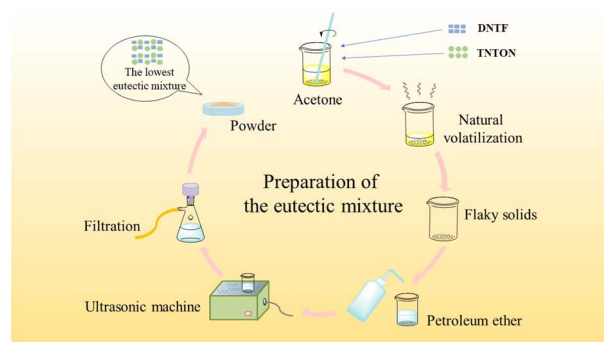 DNTF
TNTON
The lowest
eutectic mixture
Acetone
Natural
volatilization
Powder
Preparation of
the eutectic mixture
Flaky solids
Filtration
Ultrasonic machine
Petroleum ether